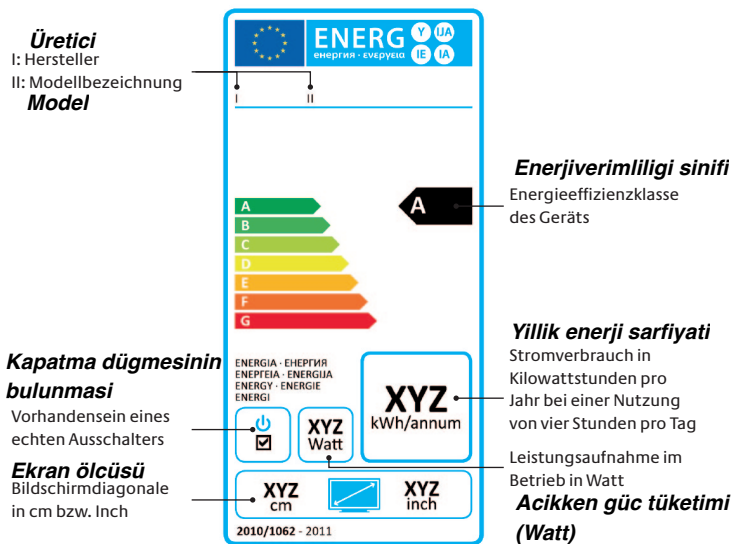 Üretici
I: Hersteller
II: Modellbezeichnung
Model
ENERG
енергия · ενεργεια
Y IJA
IE IA
I II
A
B
C
D
E
F
G
A
Enerjiverimliligi sinifi
Energieeffizienzklasse
des Geräts
Kapatma dügmesinin
bulunmasi
Vorhandensein eines
echten Ausschalters
ENERGIA · ЕНЕРГИЯ
ΕΝΕΡΓΕΙΑ · ENERGIJA
ENERGY · ENERGIE
ENERGI
XYZ
Watt
XYZ
kWh/annum
Yillik enerji sarfiyati
Stromverbrauch in
Kilowattstunden pro
Jahr bei einer Nutzung
von vier Stunden pro Tag
Leistungsaufnahme im
Betrieb in Watt
Acikken güc tüketimi
(Watt)
Ekran ölcüsü
Bildschirmdiagonale
in cm bzw. Inch
XYZ
cm
XYZ
inch
2010/1062 - 2011